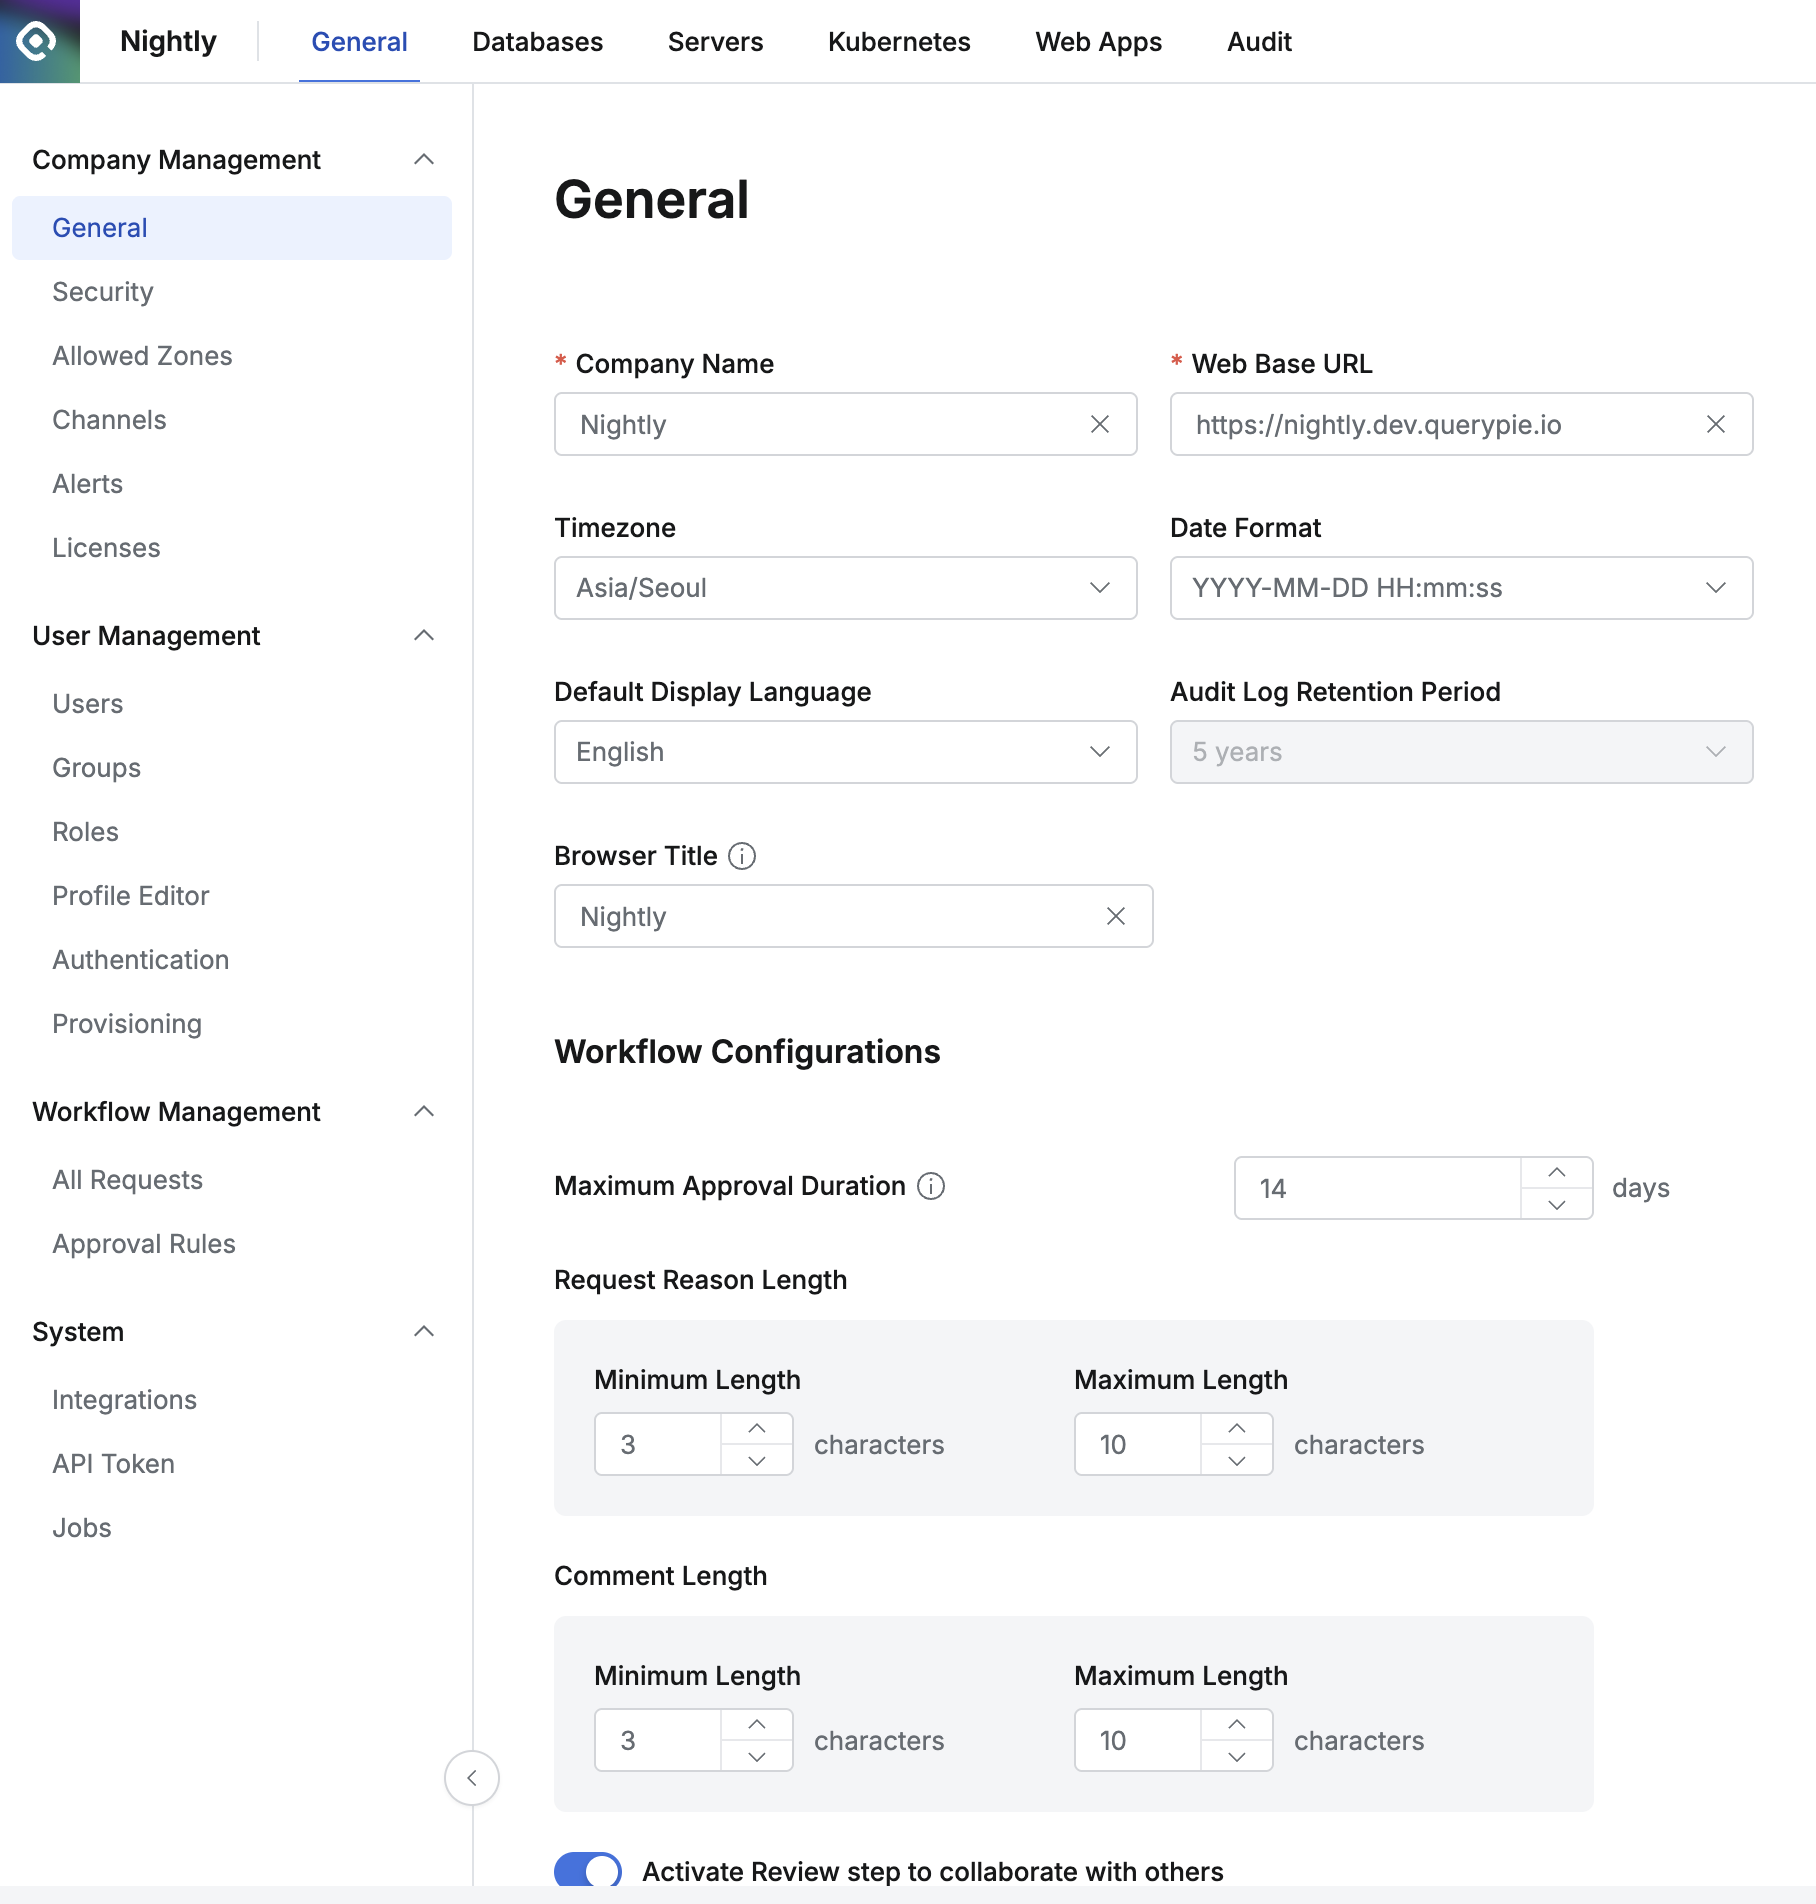 Nightly
General
Databases
Servers
Kubernetes
Web Apps
Audit
Company Management
General
Security
Allowed Zones
Channels
Alerts
Licenses
User Management
Users
Groups
Roles
Profile Editor
Authentication
Provisioning
Workflow Management
All Requests
Approval Rules
System
Integrations
API Token
Jobs
General
* Company Name
Nightly
* Web Base URL
https://nightly.dev.querypie.io
Timezone
Asia/Seoul
Date Format
YYYY-MM-DD HH:mm:ss
Default Display Language
English
Audit Log Retention Period
5 years
Browser Title
Nightly
Workflow Configurations
Maximum Approval Duration
14
days
Request Reason Length
Minimum Length
3
characters
Maximum Length
10
characters
Comment Length
Minimum Length
3
characters
Maximum Length
10
characters
Activate Review step to collaborate with others